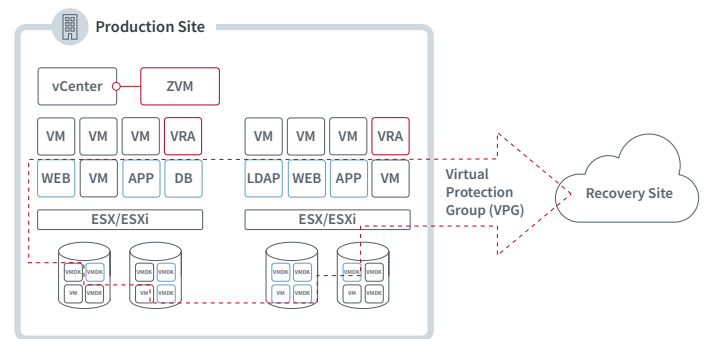 Production Site
vCenter
ZVM
VM VM VM VRA
VM VM VM VRA
WEB VM APP DB
LDAP WEB APP VM
Virtual
Protection
Group (VPG)
Recovery Site
ESX/ESXi
ESX/ESXi
VMDK VMDK
VMDK VMDK
VMDK VMDK
VMDK VMDK
VM VMDK
VM VMDK
VM VMDK
VM VMDK